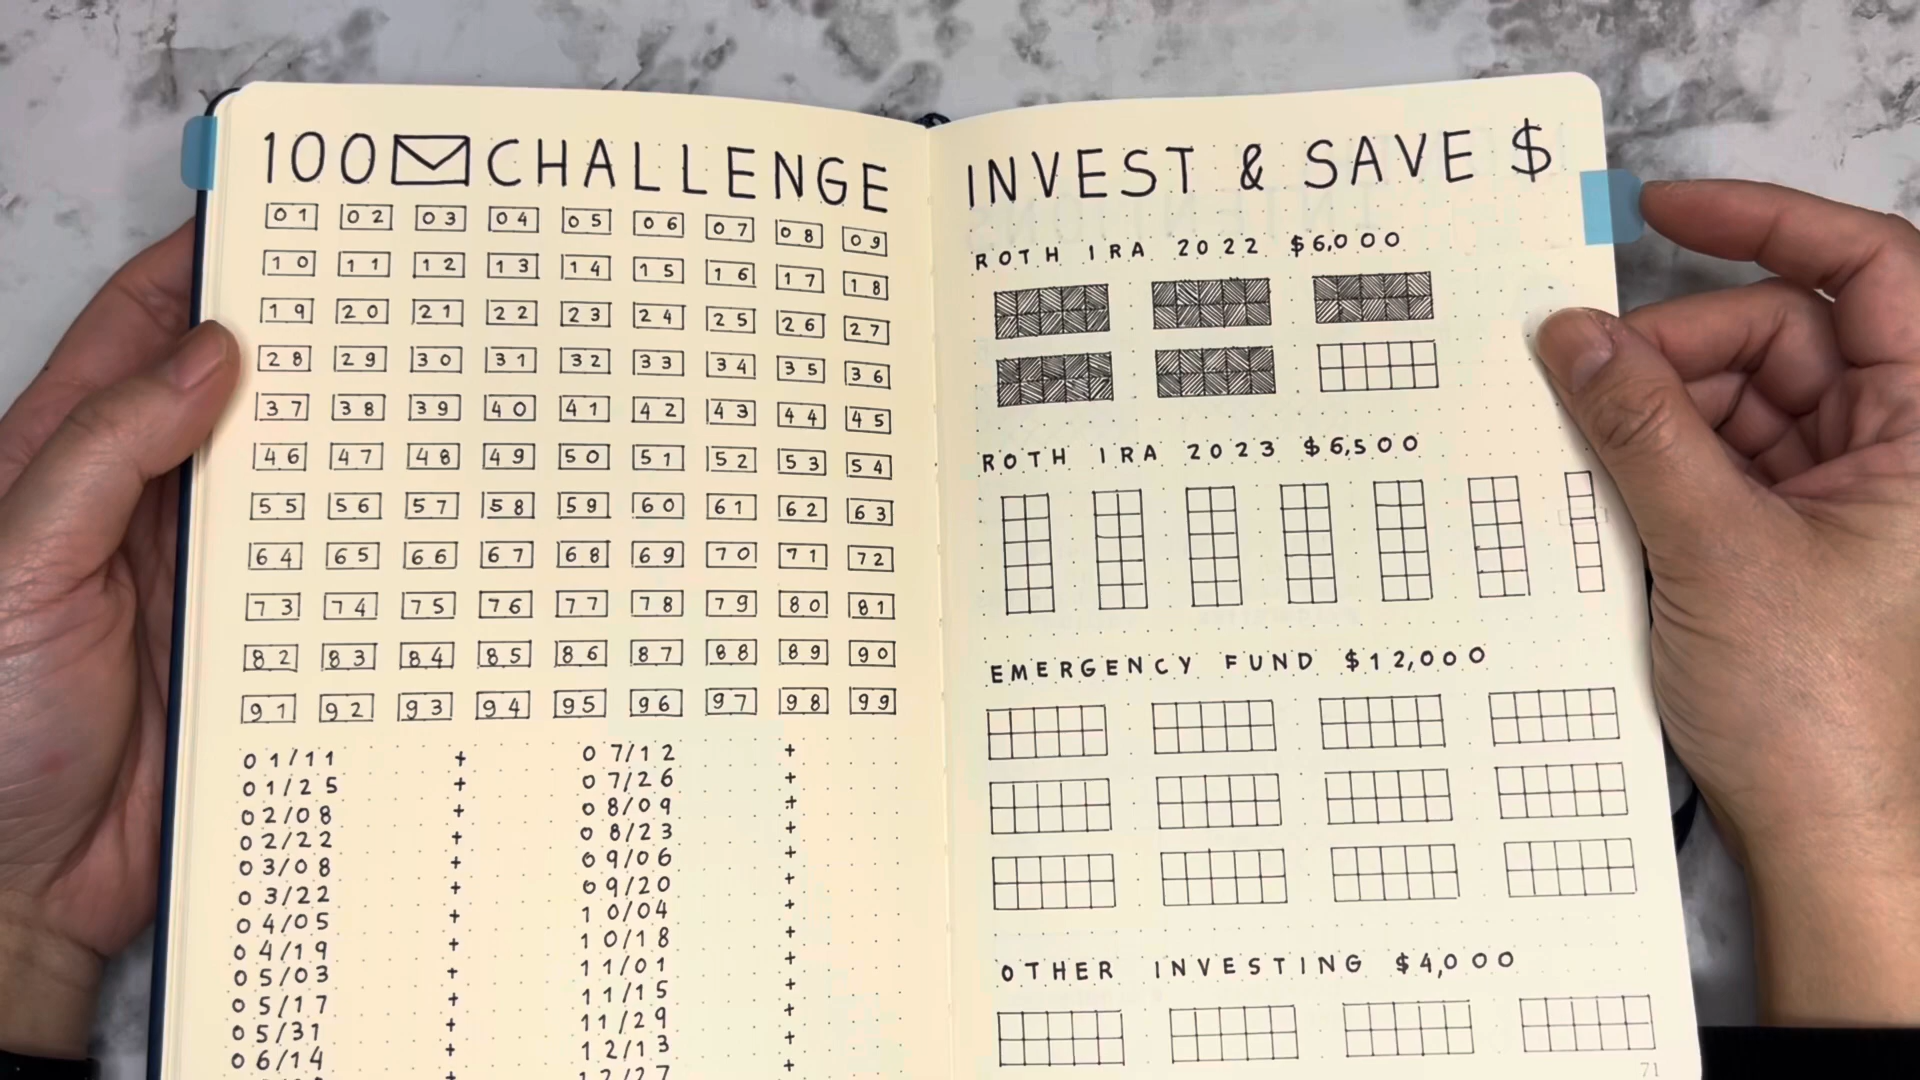 100 CHALLENGE
01 02 03 04 05 06 07 08 09
10 11 12 13 14 15 16 17 18
19 20 21 22 23 24 25 26 27
28 29 30 31 32 33 34 35 36
37 38 39 40 41 42 43 44 45
46 47 48 49 50 51 52 53 54
55 56 57 58 59 60 61 62 63
64 65 66 67 68 69 70 71 72
73 74 75 76 77 78 79 80 81
82 83 84 85 86 87 88 89 90
91 92 93 94 95 96 97 98 99
01/11 +
01/25 +
02/08 +
02/22 +
03/08 +
03/22 +
04/05 +
04/19 +
05/03 +
05/17 +
05/31 +
06/14 +
07/12 +
07/26 +
08/09 +
08/23 +
09/06 +
09/20 +
10/04 +
10/18 +
11/01 +
11/15 +
11/29 +
12/13 +
12/27
INVEST & SAVE $
ROTH IRA 2022 $6,000
ROTH IRA 2023 $6,500
EMERGENCY FUND $12,000
OTHER INVESTING $4,000
71